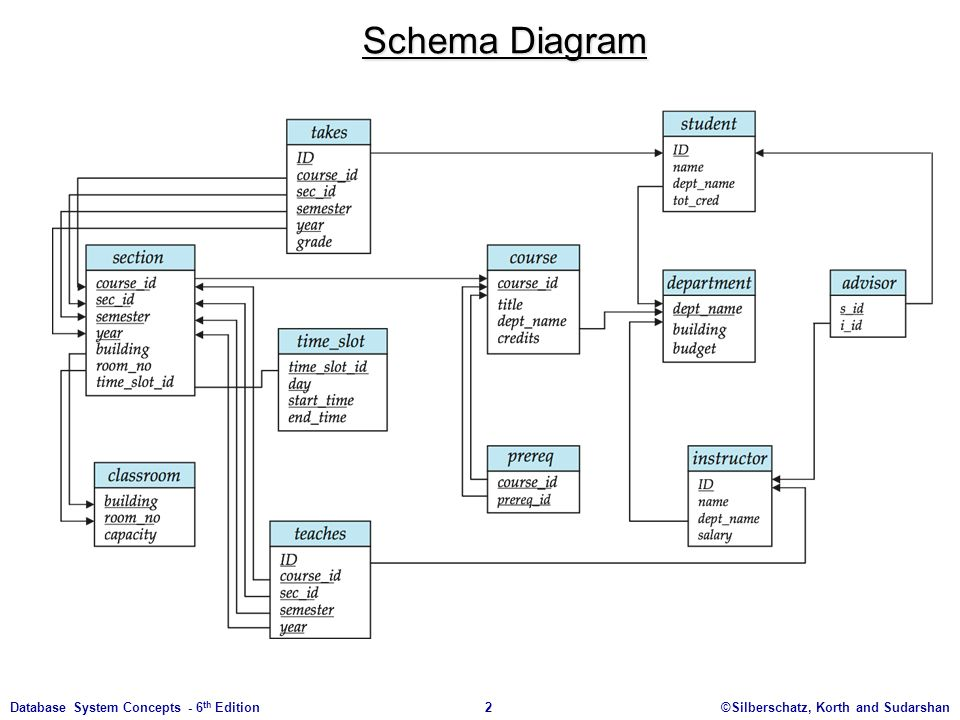 Schema Diagram
takes
ID
course_id
sec_id
semester
year
grade
student
ID
name
dept_name
tot_cred
section
course_id
sec_id
semester
year
building
room_no
time_slot_id
course
course_id
title
dept_name
credits
department
dept_name
building
budget
advisor
s_id
i_id
time_slot
time_slot_id
day
start_time
end_time
classroom
building
room_no
capacity
prereq
course_id
prereq_id
instructor
ID
name
dept_name
salary
teaches
ID
course_id
sec_id
semester
year
Database System Concepts - 6th Edition 2 ©Silberschatz, Korth and Sudarshan